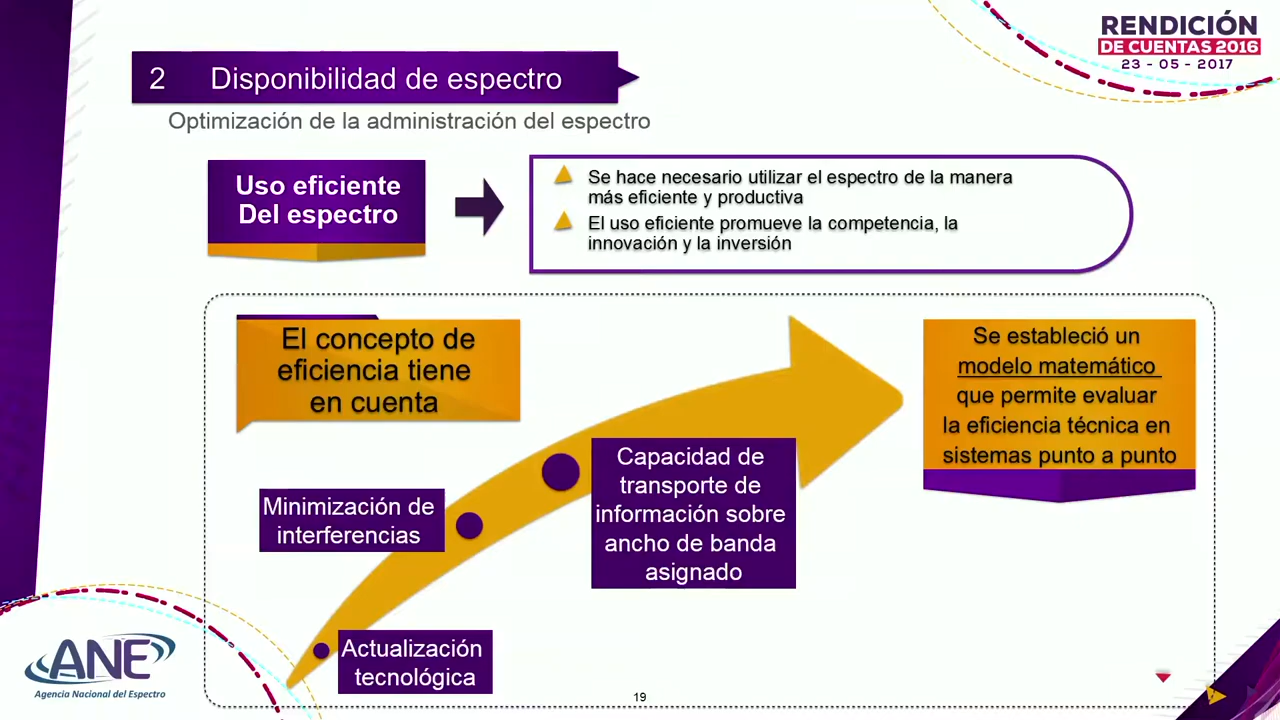 RENDICIÓN
DE CUENTAS 2016
23 - 05 - 2017
2 Disponibilidad de espectro
Optimización de la administración del espectro
Uso eficiente
Del espectro
Se hace necesario utilizar el espectro de la manera
más eficiente y productiva
El uso eficiente promueve la competencia, la
innovación y la inversión
El concepto de
eficiencia tiene
en cuenta
Se estableció un
modelo matemático
que permite evaluar
la eficiencia técnica en
sistemas punto a punto
Capacidad de
transporte de
información sobre
ancho de banda
asignado
Minimización de
interferencias
Actualización
tecnológica
ANE
Agencia Nacional del Espectro
19